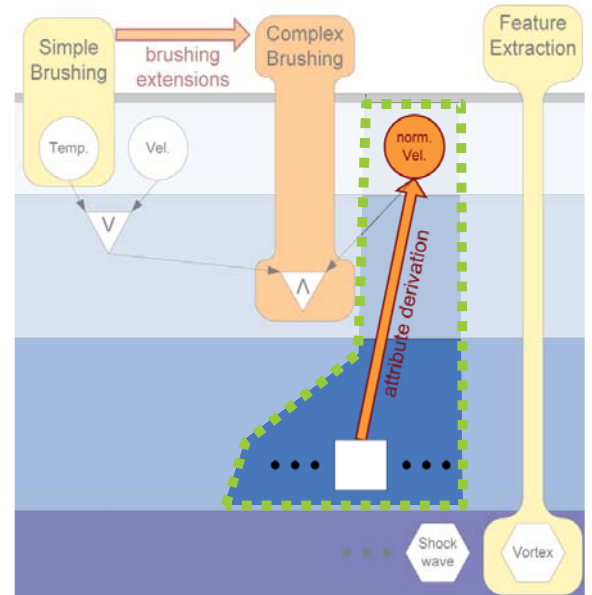 Simple
Brushing
brushing
extensions
Complex
Brushing
Feature
Extraction
Temp.
Vel.
norm.
Vel.
V
Λ
attribute derivation
Shock
wave
Vortex